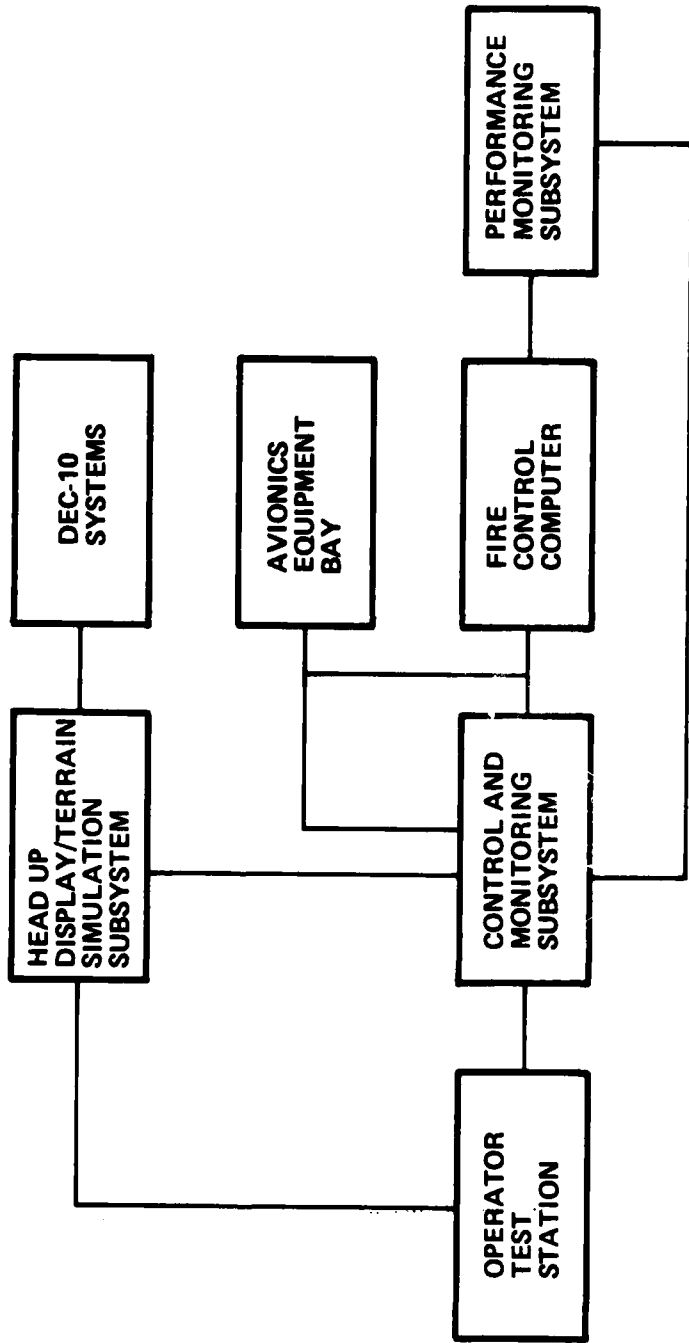 HEAD UP
DISPLAY/TERRAIN
SIMULATION
SUBSYSTEM
DEC-10
SYSTEMS
AVIONICS
EQUIPMENT
BAY
OPERATOR
TEST
STATION
CONTROL AND
MONITORING
SUBSYSTEM
FIRE
CONTROL
COMPUTER
PERFORMANCE
MONITORING
SUBSYSTEM